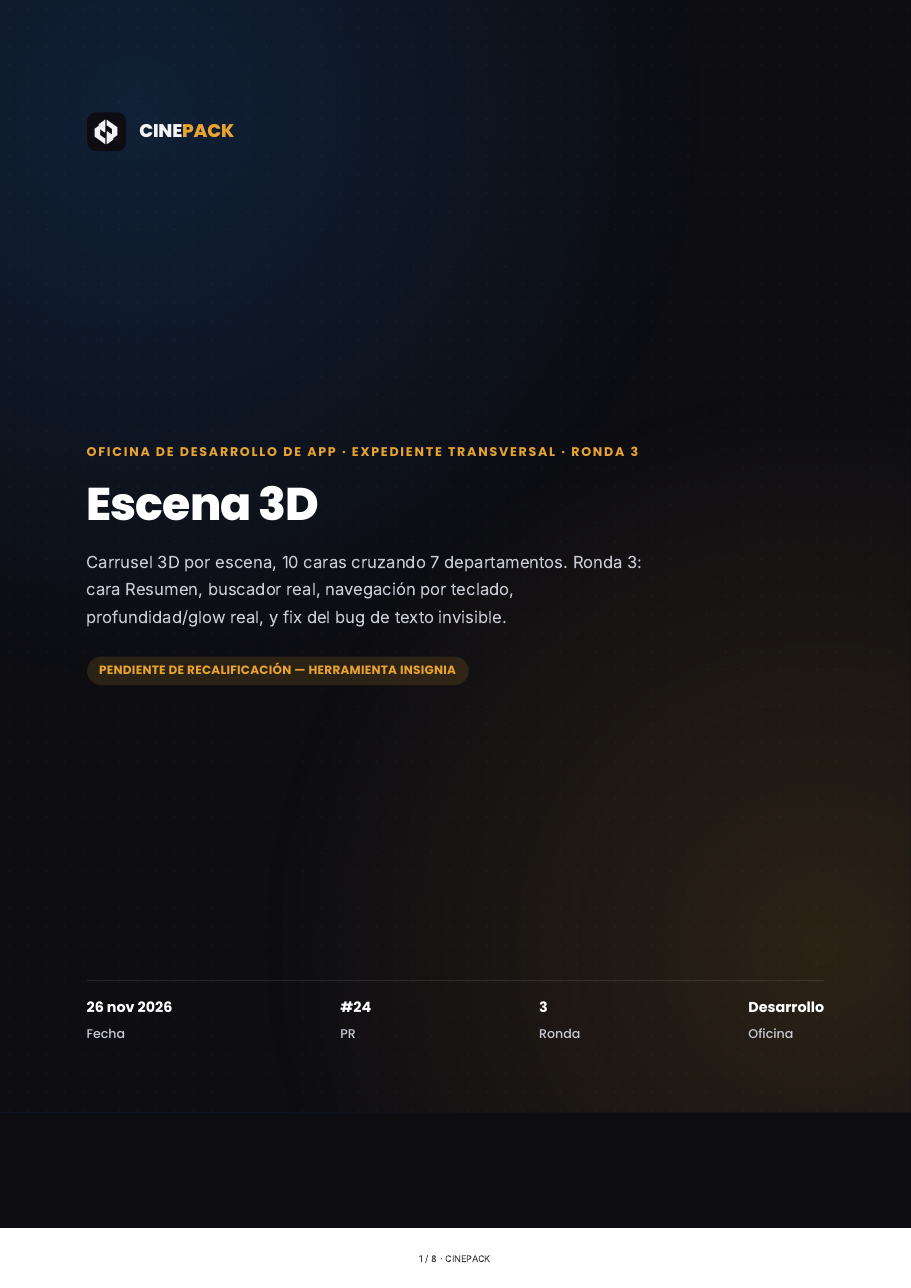 CINEPACK
OFICINA DE DESARROLLO DE APP · EXPEDIENTE TRANSVERSAL · RONDA 3
Escena 3D
Carrusel 3D por escena, 10 caras cruzando 7 departamentos. Ronda 3:
cara Resumen, buscador real, navegación por teclado,
profundidad/glow real, y fix del bug de texto invisible.
PENDIENTE DE RECALIFICACIÓN — HERRAMIENTA INSIGNIA
26 nov 2026 #24 3 Desarrollo
Fecha PR Ronda Oficina
1 / 8 · CINEPACK